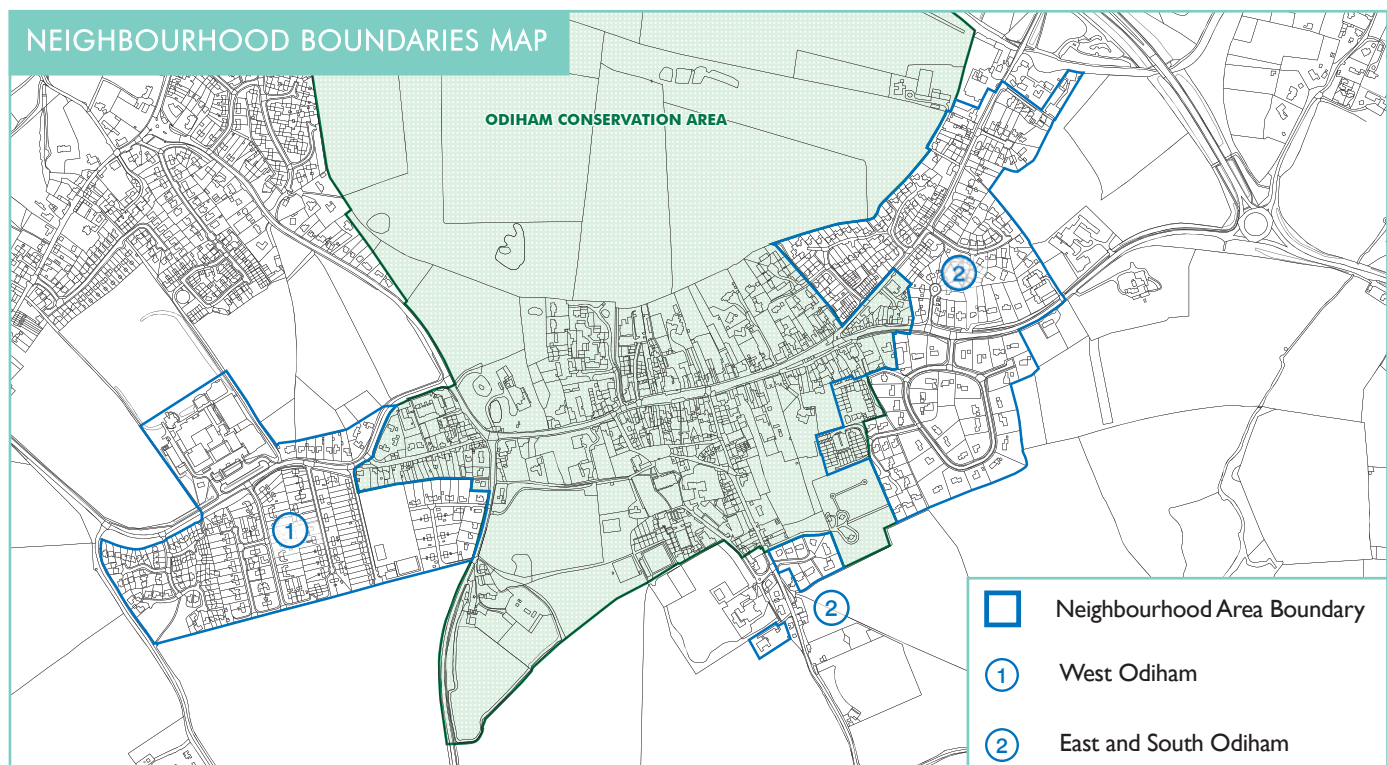 NEIGHBOURHOOD BOUNDARIES MAP
ODIHAM CONSERVATION AREA
2
1
2
Neighbourhood Area Boundary
1 West Odiham
2 East and South Odiham